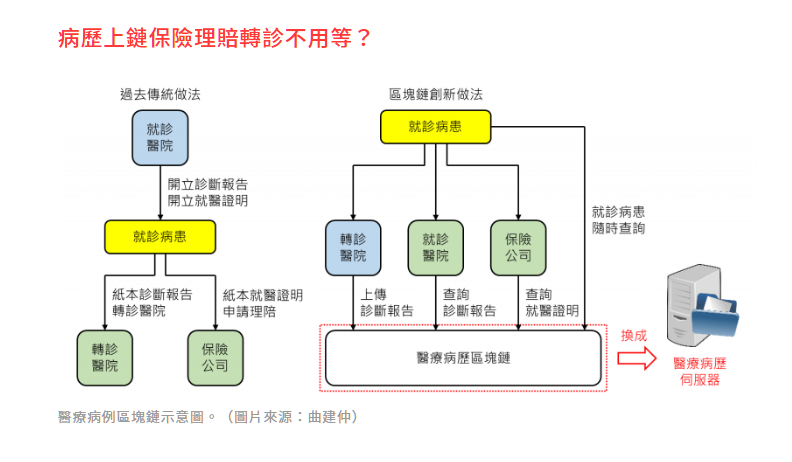 病歷上鏈保險理賠轉診不用等？
過去傳統做法
就診
醫院
開立診斷報告
開立就醫證明
就診病患
紙本診斷報告
轉診醫院
紙本就醫證明
申請理陪
轉診
醫院
保險
公司
區塊鏈創新做法
就診病患
就診病患
隨時查詢
轉診
醫院
就診
醫院
保險
公司
上傳
診斷報告
查詢
診斷報告
查詢
就醫證明
醫療病歷區塊鏈
換成
醫療病歷
伺服器
醫療病例區塊鏈示意圖。（圖片來源：曲建仲）